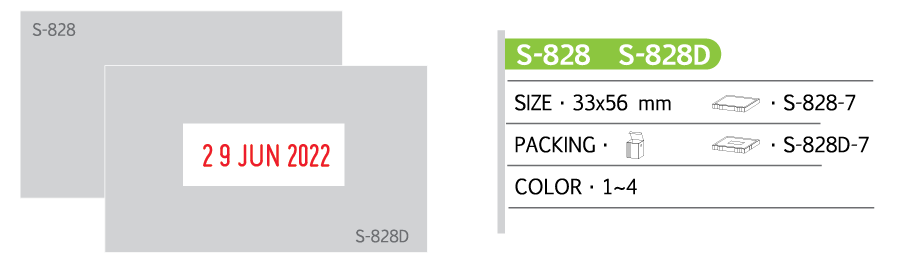 S-828
29 JUN 2022
S-828D
S-828 S-828D
SIZE · 33x56 mm · S-828-7
PACKING · · S-828D-7
COLOR · 1~4